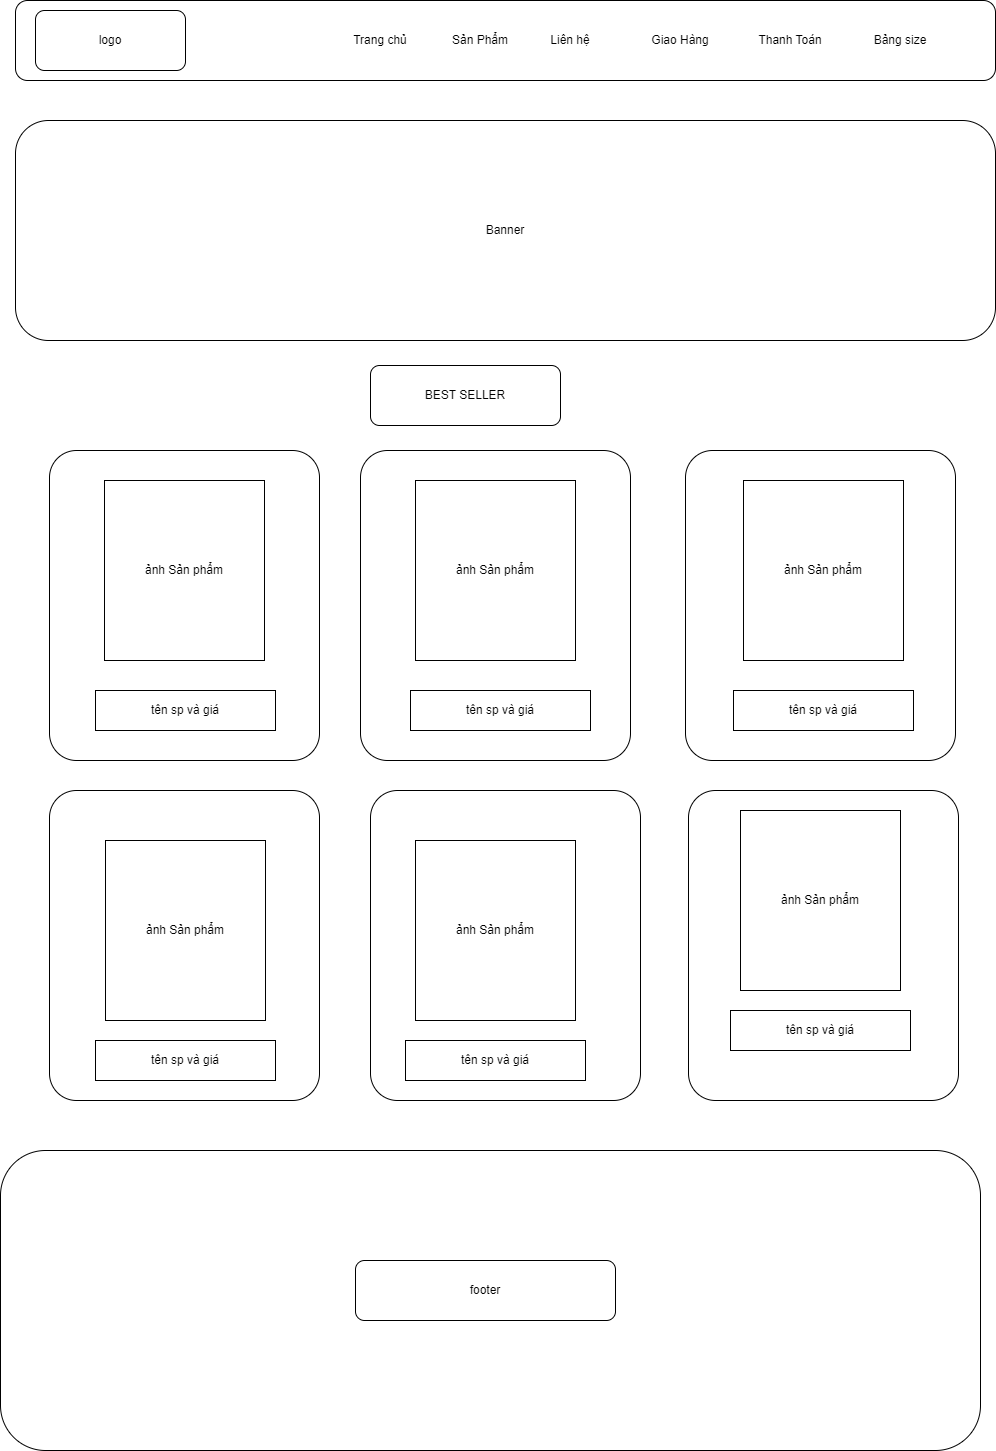 logo
Trang chủ
Sản Phẩm
Liên hệ
Giao Hàng
Thanh Toán
Bảng size
Banner
BEST SELLER
ảnh Sản phẩm
ảnh Sản phẩm
ảnh Sản phẩm
tên sp và giá
tên sp và giá
tên sp và giá
ảnh Sản phẩm
ảnh Sản phẩm
ảnh Sản phẩm
tên sp và giá
tên sp và giá
tên sp và giá
footer